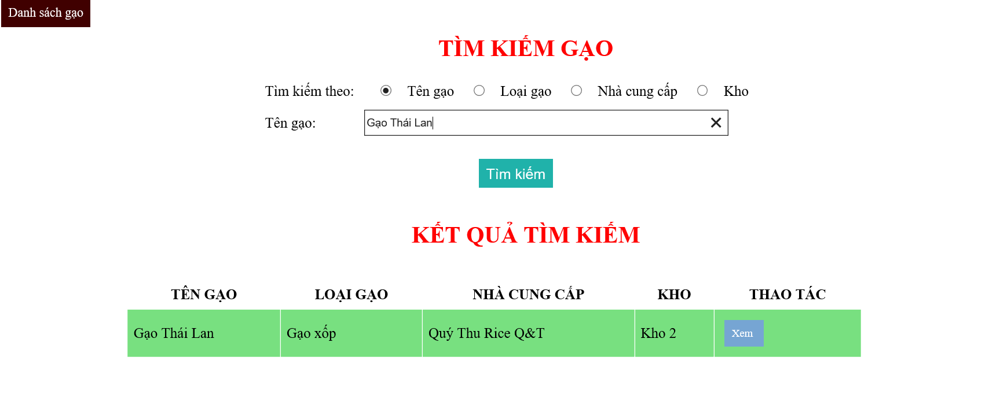 Danh sách gạo
TÌM KIẾM GẠO
Tìm kiếm theo: Tên gạo Loại gạo Nhà cung cấp Kho
Tên gạo: Gạo Thái Lan
Tìm kiếm
KẾT QUẢ TÌM KIẾM
TÊN GẠO LOẠI GẠO NHÀ CUNG CẤP KHO THAO TÁC
Gạo Thái Lan Gạo xốp Quý Thu Rice Q&T Kho 2 Xem